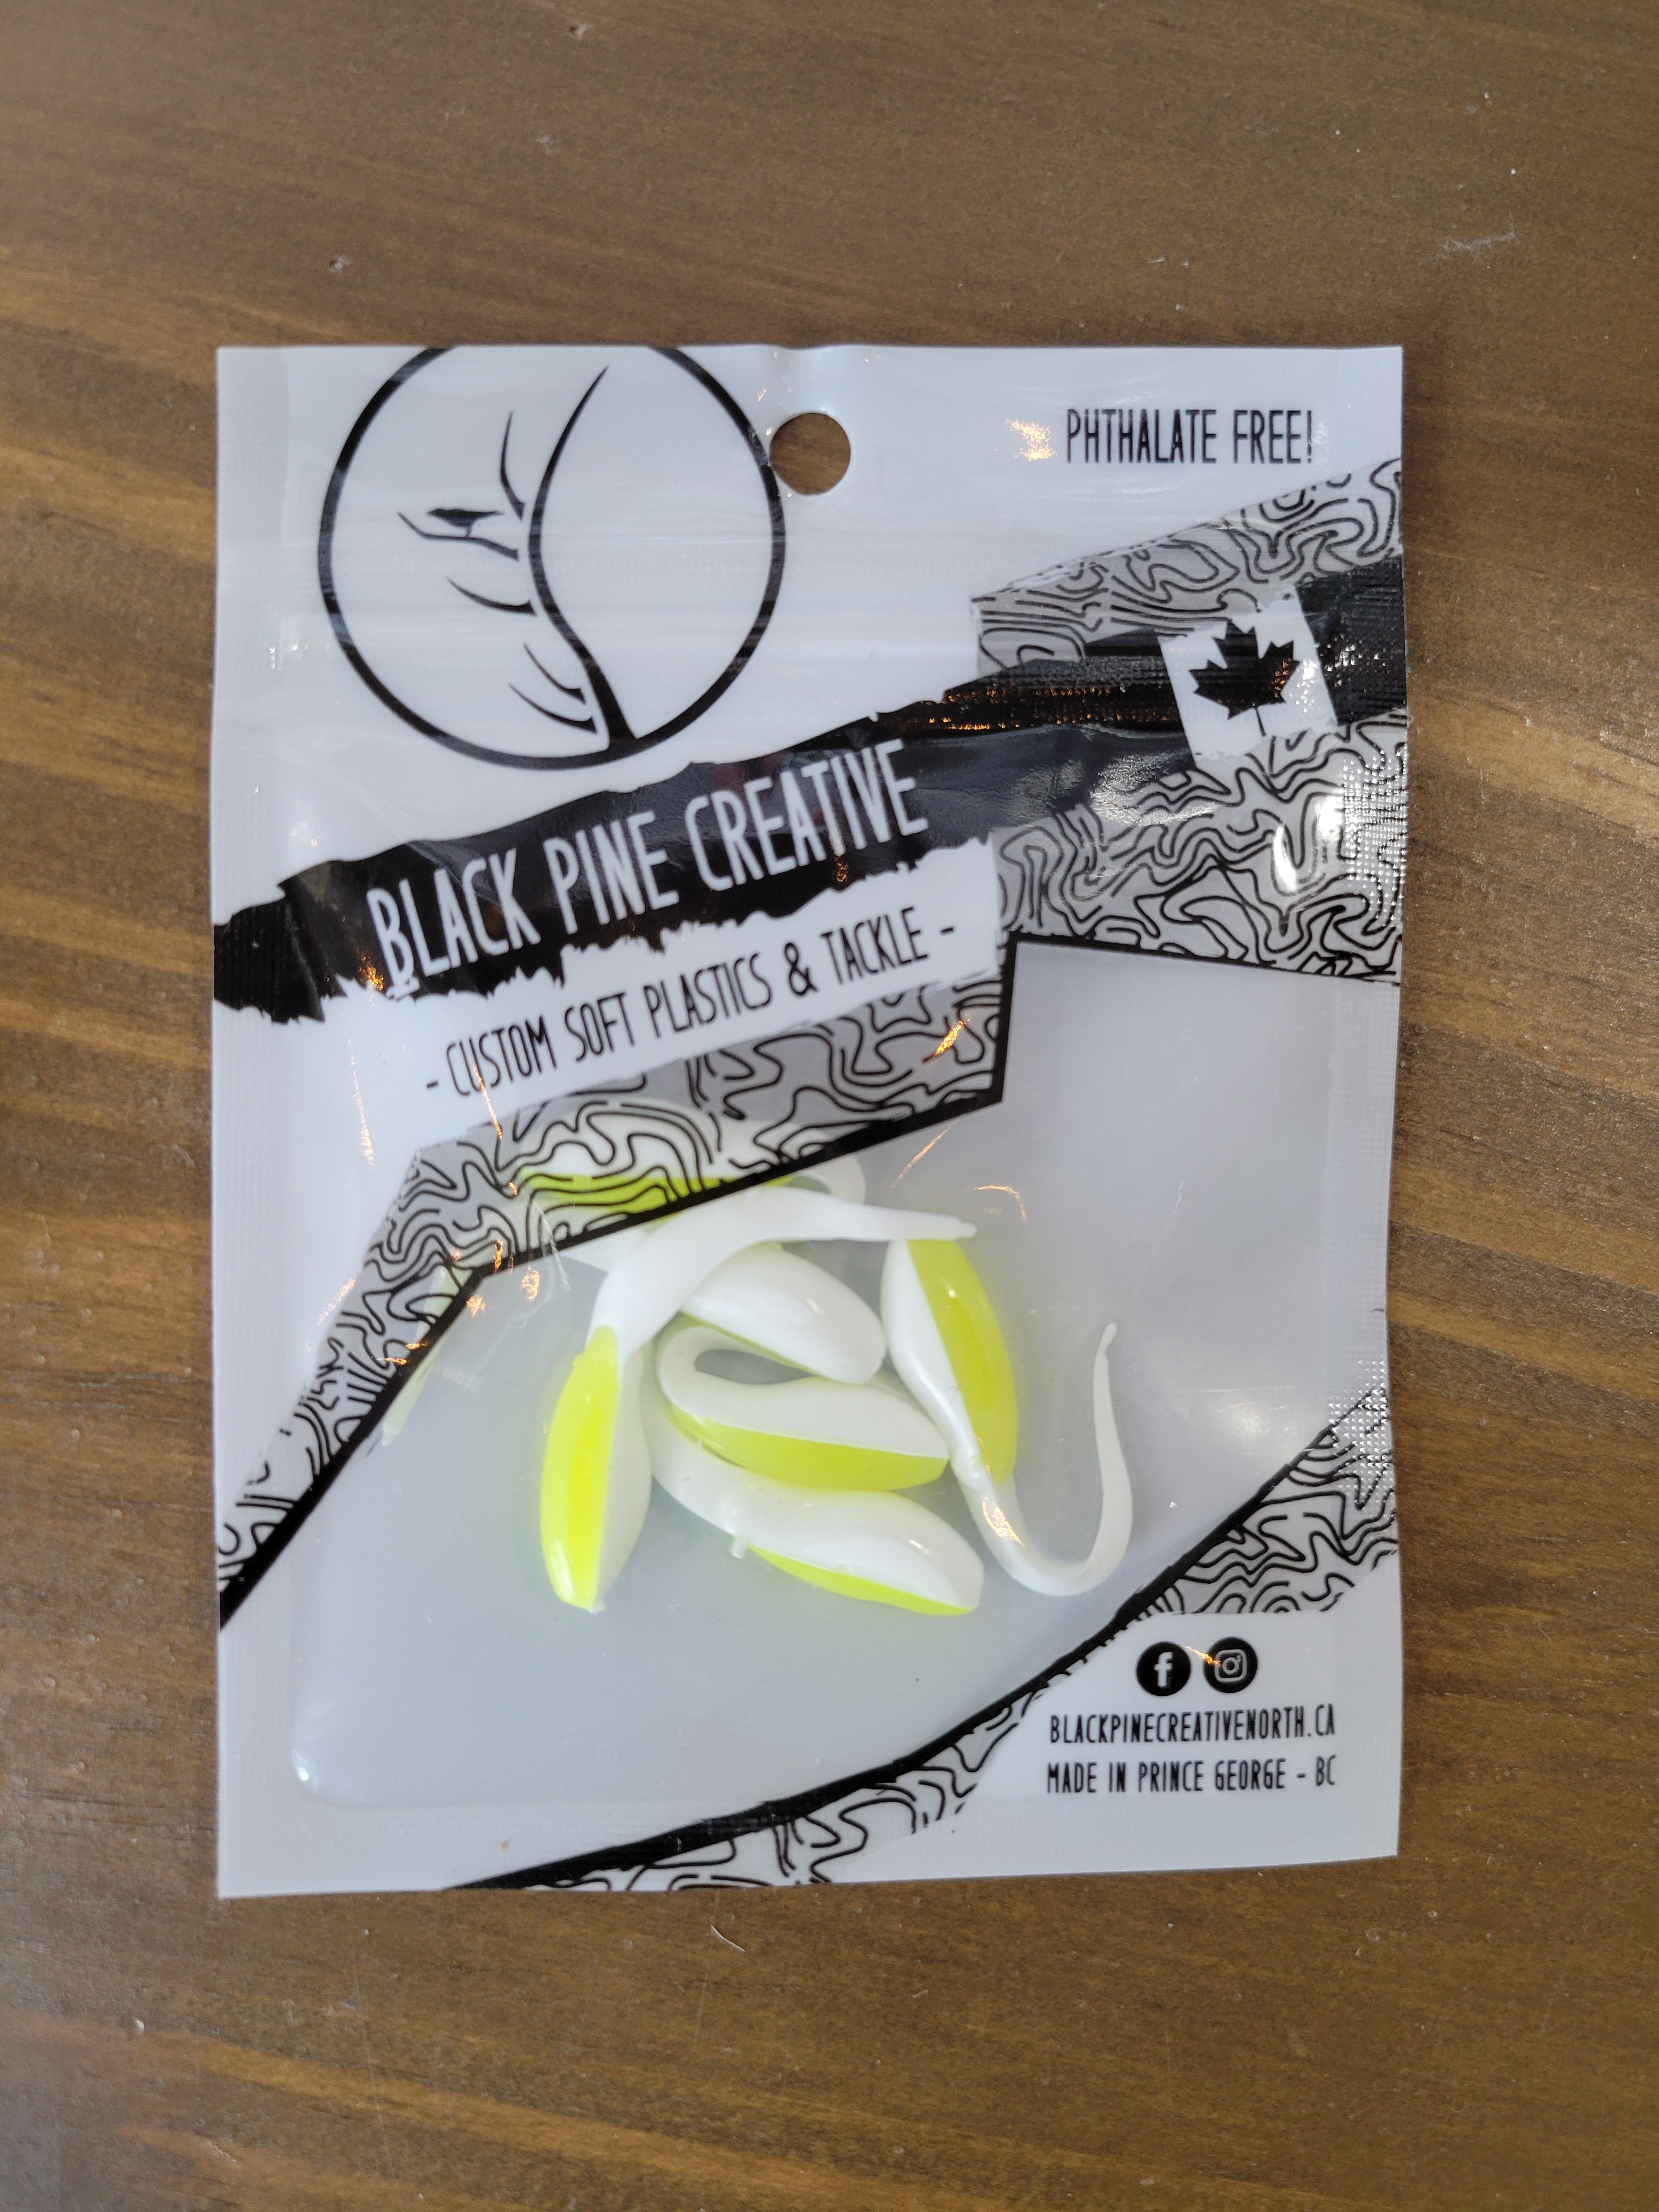 PHTHALATE FREE!
BLACK PINE CREATIVE
- CUSTOM SOFT PLASTICS & TACKLE -
BLACKPINECREATIVENORTH.CA
MADE IN PRINCE GEORGE - BC